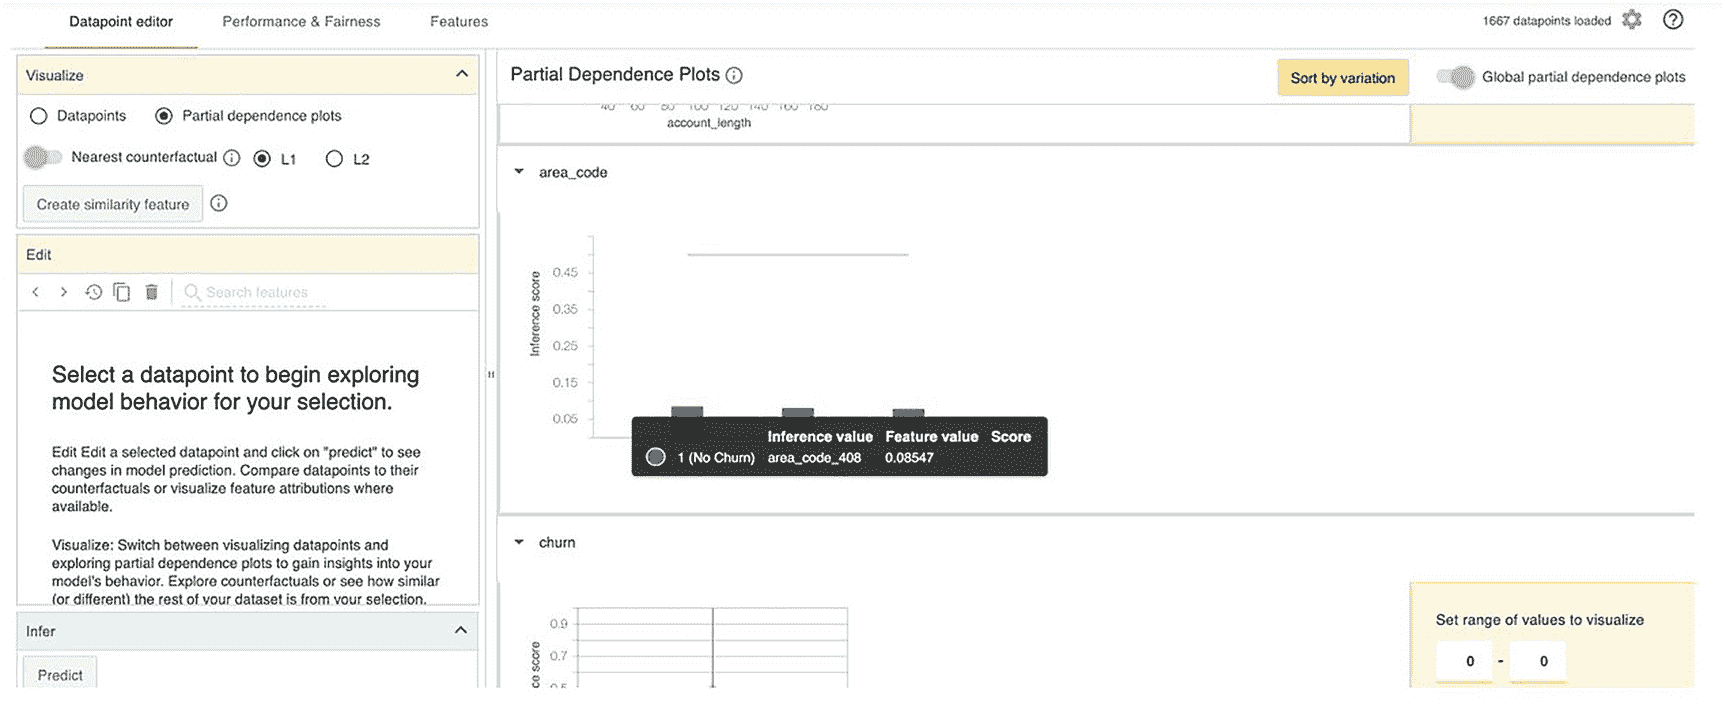 Datapoint editor Performance & Fairness Features 1667 datapoints loaded
Visualize
Datapoints Partial dependence plots
Nearest counterfactual L1 L2
Create similarity feature
Edit
Search features
Select a datapoint to begin exploring
model behavior for your selection.
Edit Edit a selected datapoint and click on "predict" to see
changes in model prediction. Compare datapoints to their
counterfactuals or visualize feature attributions where
available.
Visualize: Switch between visualizing datapoints and
exploring partial dependence plots to gain insights into your
model's behavior. Explore counterfactuals or see how similar
(or different) the rest of your dataset is from your selection.
Infer
Predict
Partial Dependence Plots Sort by variation Global partial dependence plots
40 60 80 100 120 140 160 180
account_length
area_code
Inference score
0.45
0.35
0.25
0.15
0.05
Inference value Feature value Score
1 (No Churn) area_code_408 0.08547
churn
0.9
0.7
0.5
score
Set range of values to visualize
0 - 0